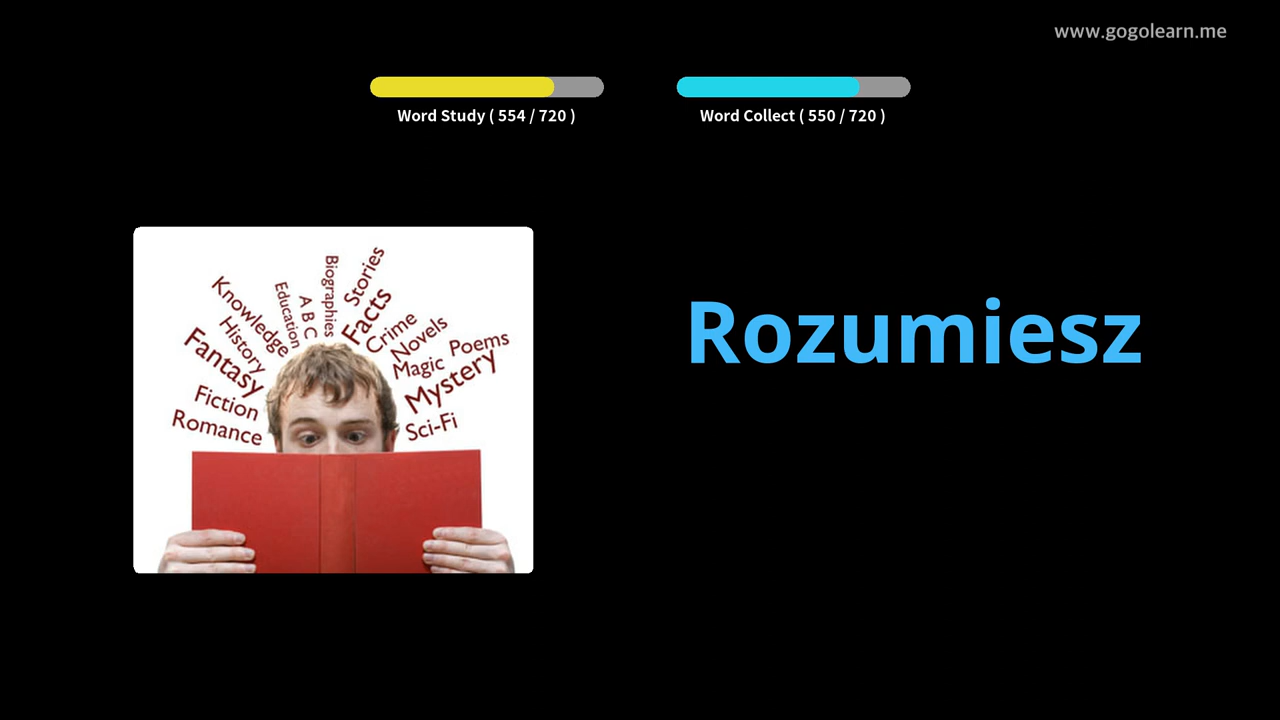 www.gogolearn.me
Word Study ( 554 / 720 )
Word Collect ( 550 / 720 )
Knowledge
History
Fantasy
Fiction
Romance
Education
A B C
Biographies
Stories
Facts
Crime
Novels
Magic
Poems
Mystery
Sci-Fi
Rozumiesz